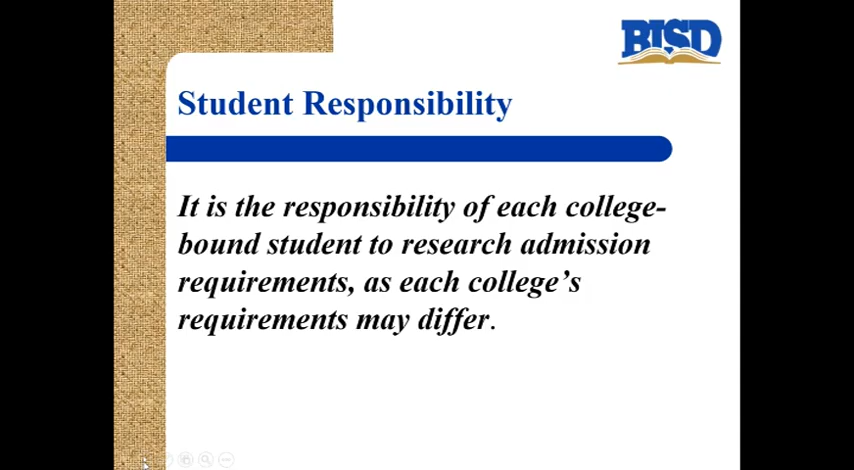 BISD
Student Responsibility
It is the responsibility of each college-
bound student to research admission
requirements, as each college’s
requirements may differ.